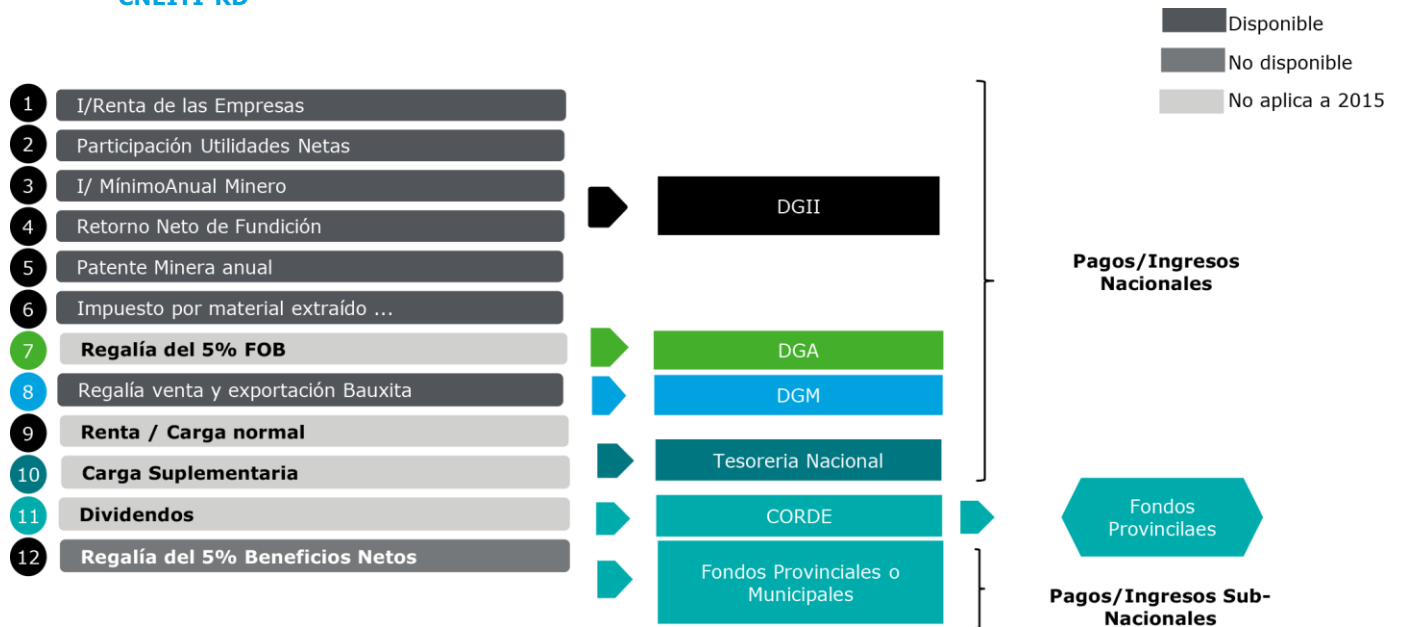 CNEITI-RD
Disponible
No disponible
No aplica a 2015
1 I/Renta de las Empresas
2 Participación Utilidades Netas
3 I/ MínimoAnual Minero
4 Retorno Neto de Fundición
5 Patente Minera anual
6 Impuesto por material extraído ...
DGII
Pagos/Ingresos
Nacionales
7 Regalía del 5% FOB
DGA
8 Regalía venta y exportación Bauxita
DGM
9 Renta / Carga normal
10 Carga Suplementaria
Tesoreria Nacional
11 Dividendos
CORDE
Fondos
Provincilaes
12 Regalía del 5% Beneficios Netos
Fondos Provinciales o
Municipales
Pagos/Ingresos Sub-
Nacionales